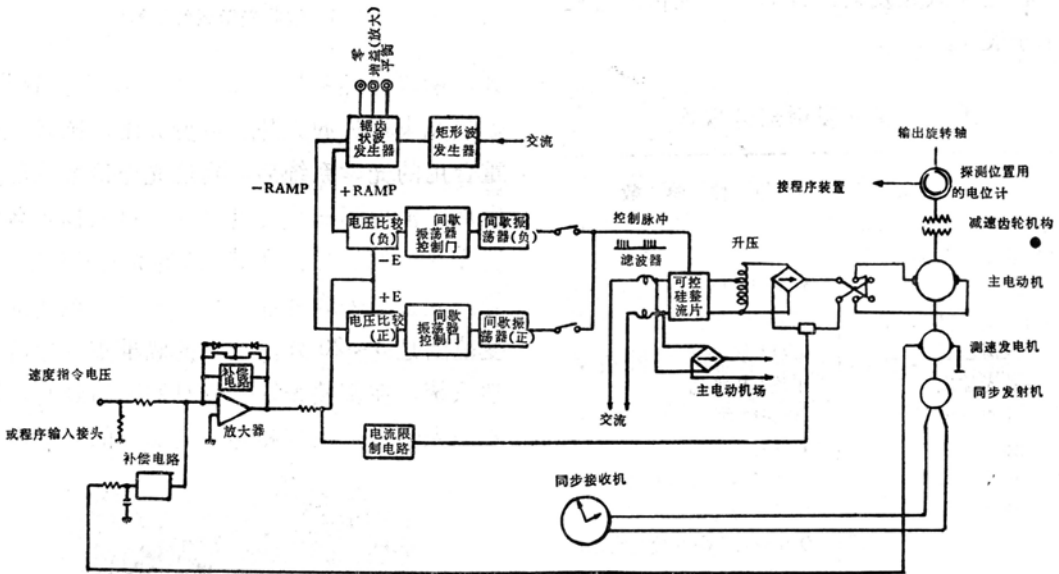 零
增益(放大)
平衡
锯齿
状波
发生器
矩形波
发生器
交流
-RAMP
+RAMP
电压比较
(负)
间歇
振荡器
控制门
间歇振
荡器(负)
-E
+E
电压比较
(正)
间歇
振荡器
控制门
间歇振
荡器(正)
控制脉冲
滤波器
可控
硅整
流片
升压
交流
主电动机场
输出旋转轴
探测位置用
的电位计
接程序装置
减速齿轮机构
主电动机
测速发电机
同步发射机
速度指令电压
或程序输入接头
补偿
电路
放大器
补偿电路
电流限
制电路
同步接收机